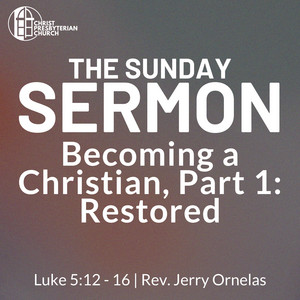 CHRIST
PRESBYTERIAN
CHURCH
THE SUNDAY
SERMON
Becoming a
Christian, Part 1:
Restored
Luke 5:12 - 16 | Rev. Jerry Ornelas